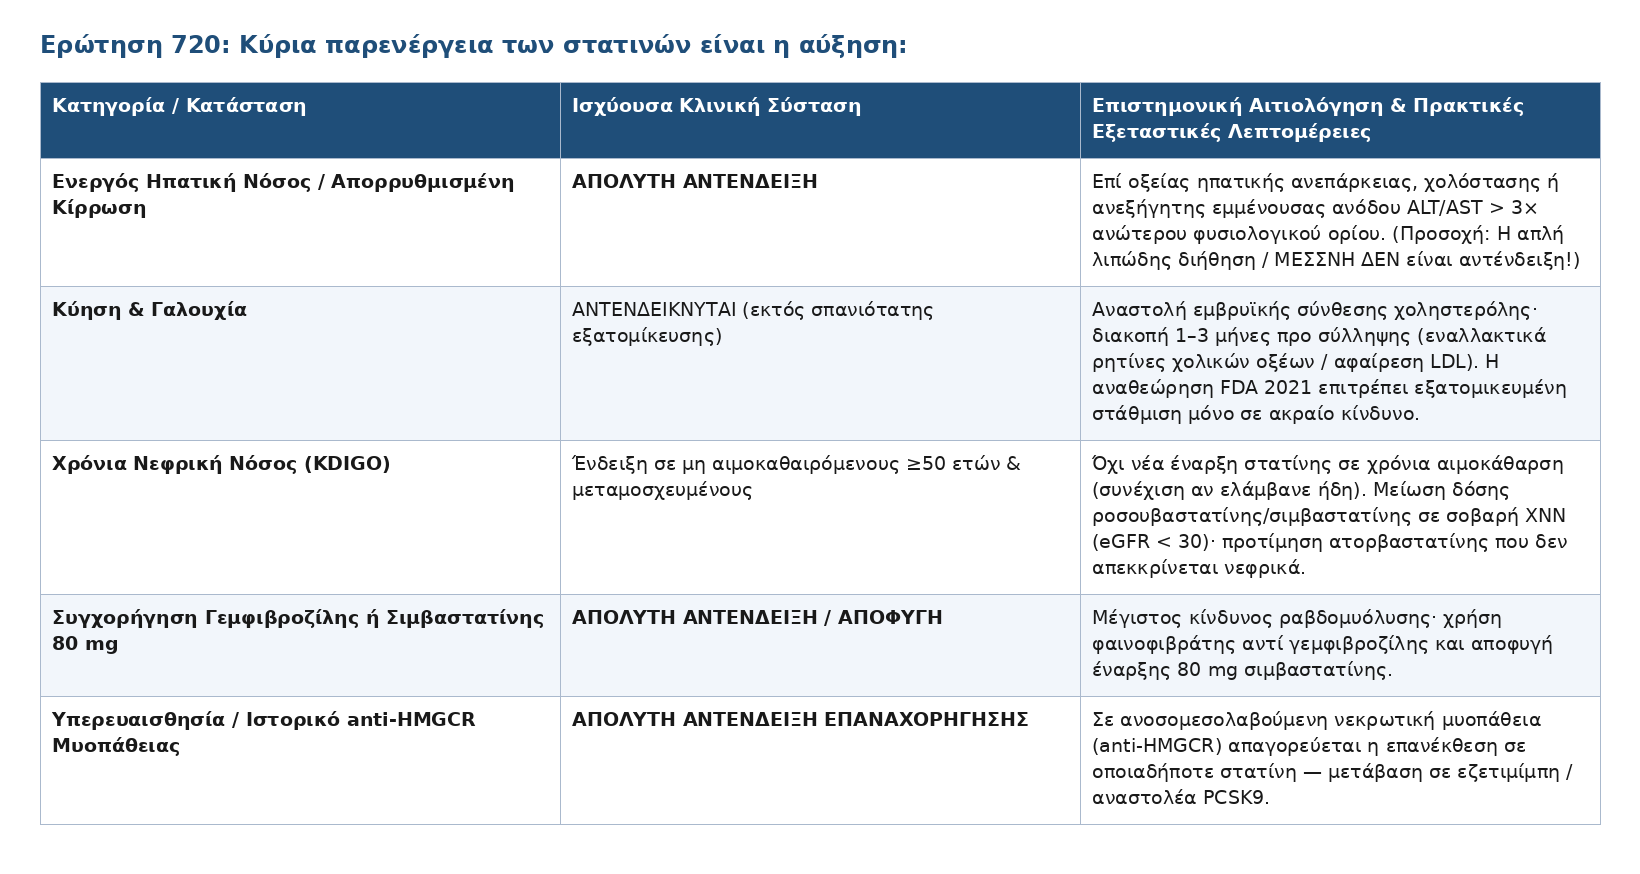 Ερώτηση 720: Κύρια παρενέργεια των στατινών είναι η αύξηση:
Κατηγορία / Κατάσταση
Ισχύουσα Κλινική Σύσταση
Επιστημονική Αιτιολόγηση & Πρακτικές
Εξεταστικές Λεπτομέρειες
Ενεργός Ηπατική Νόσος / Απορρυθμισμένη
Κίρρωση
ΑΠΟΛΥΤΗ ΑΝΤΕΝΔΕΙΞΗ
Επί οξείας ηπατικής ανεπάρκειας, χολόστασης ή
ανεξήγητης εμμένουσας ανόδου ALT/AST > 3×
ανώτερου φυσιολογικού ορίου. (Προσοχή: Η απλή
λιπώδης διήθηση / ΜΕΣΣΝΗ ΔΕΝ είναι αντένδειξη!)
Κύηση & Γαλουχία
ΑΝΤΕΝΔΕΙΚΝΥΤΑΙ (εκτός σπανιότατης
εξατομίκευσης)
Αναστολή εμβρυϊκής σύνθεσης χοληστερόλης·
διακοπή 1–3 μήνες προ σύλληψης (εναλλακτικά
ρητίνες χολικών οξέων / αφαίρεση LDL). Η
αναθεώρηση FDA 2021 επιτρέπει εξατομικευμένη
στάθμιση μόνο σε ακραίο κίνδυνο.
Χρόνια Νεφρική Νόσος (KDIGO)
Ένδειξη σε μη αιμοκαθαιρόμενους ≥50 ετών &
μεταμοσχευμένους
Όχι νέα έναρξη στατίνης σε χρόνια αιμοκάθαρση
(συνέχιση αν ελάμβανε ήδη). Μείωση δόσης
ροσουβαστατίνης/σιμβαστατίνης σε σοβαρή ΧΝΝ
(eGFR < 30)· προτίμηση ατορβαστατίνης που δεν
απεκκρίνεται νεφρικά.
Συγχορήγηση Γεμφιβροζίλης ή Σιμβαστατίνης
80 mg
ΑΠΟΛΥΤΗ ΑΝΤΕΝΔΕΙΞΗ / ΑΠΟΦΥΓΗ
Μέγιστος κίνδυνος ραβδομυόλυσης· χρήση
φαινοφιβράτης αντί γεμφιβροζίλης και αποφυγή
έναρξης 80 mg σιμβαστατίνης.
Υπερευαισθησία / Ιστορικό anti-HMGCR
Μυοπάθειας
ΑΠΟΛΥΤΗ ΑΝΤΕΝΔΕΙΞΗ ΕΠΑΝΑΧΟΡΗΓΗΣΗΣ
Σε ανοσομεσολαβούμενη νεκρωτική μυοπάθεια
(anti-HMGCR) απαγορεύεται η επανέκθεση σε
οποιαδήποτε στατίνη — μετάβαση σε εζετιμίμπη /
αναστολέα PCSK9.